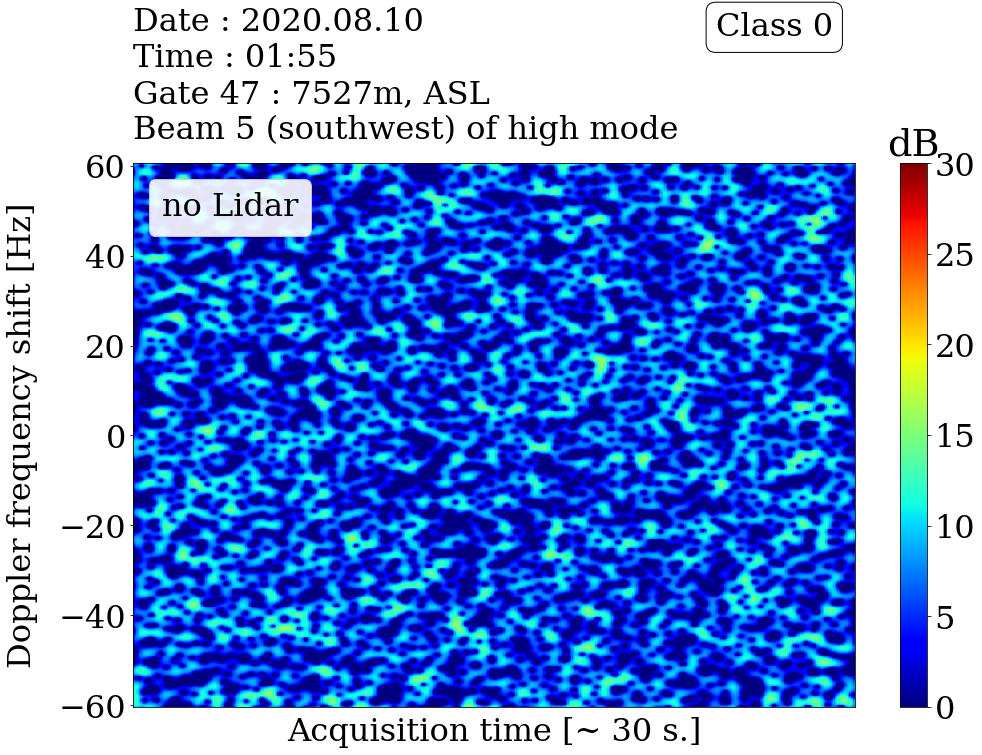 Date : 2020.08.10
Time : 01:55
Gate 47 : 7527m, ASL
Beam 5 (southwest) of high mode
Class 0
dB
no Lidar
Doppler frequency shift [Hz]
60
40
20
0
−20
−40
−60
Acquisition time [~ 30 s.]
30
25
20
15
10
5
0